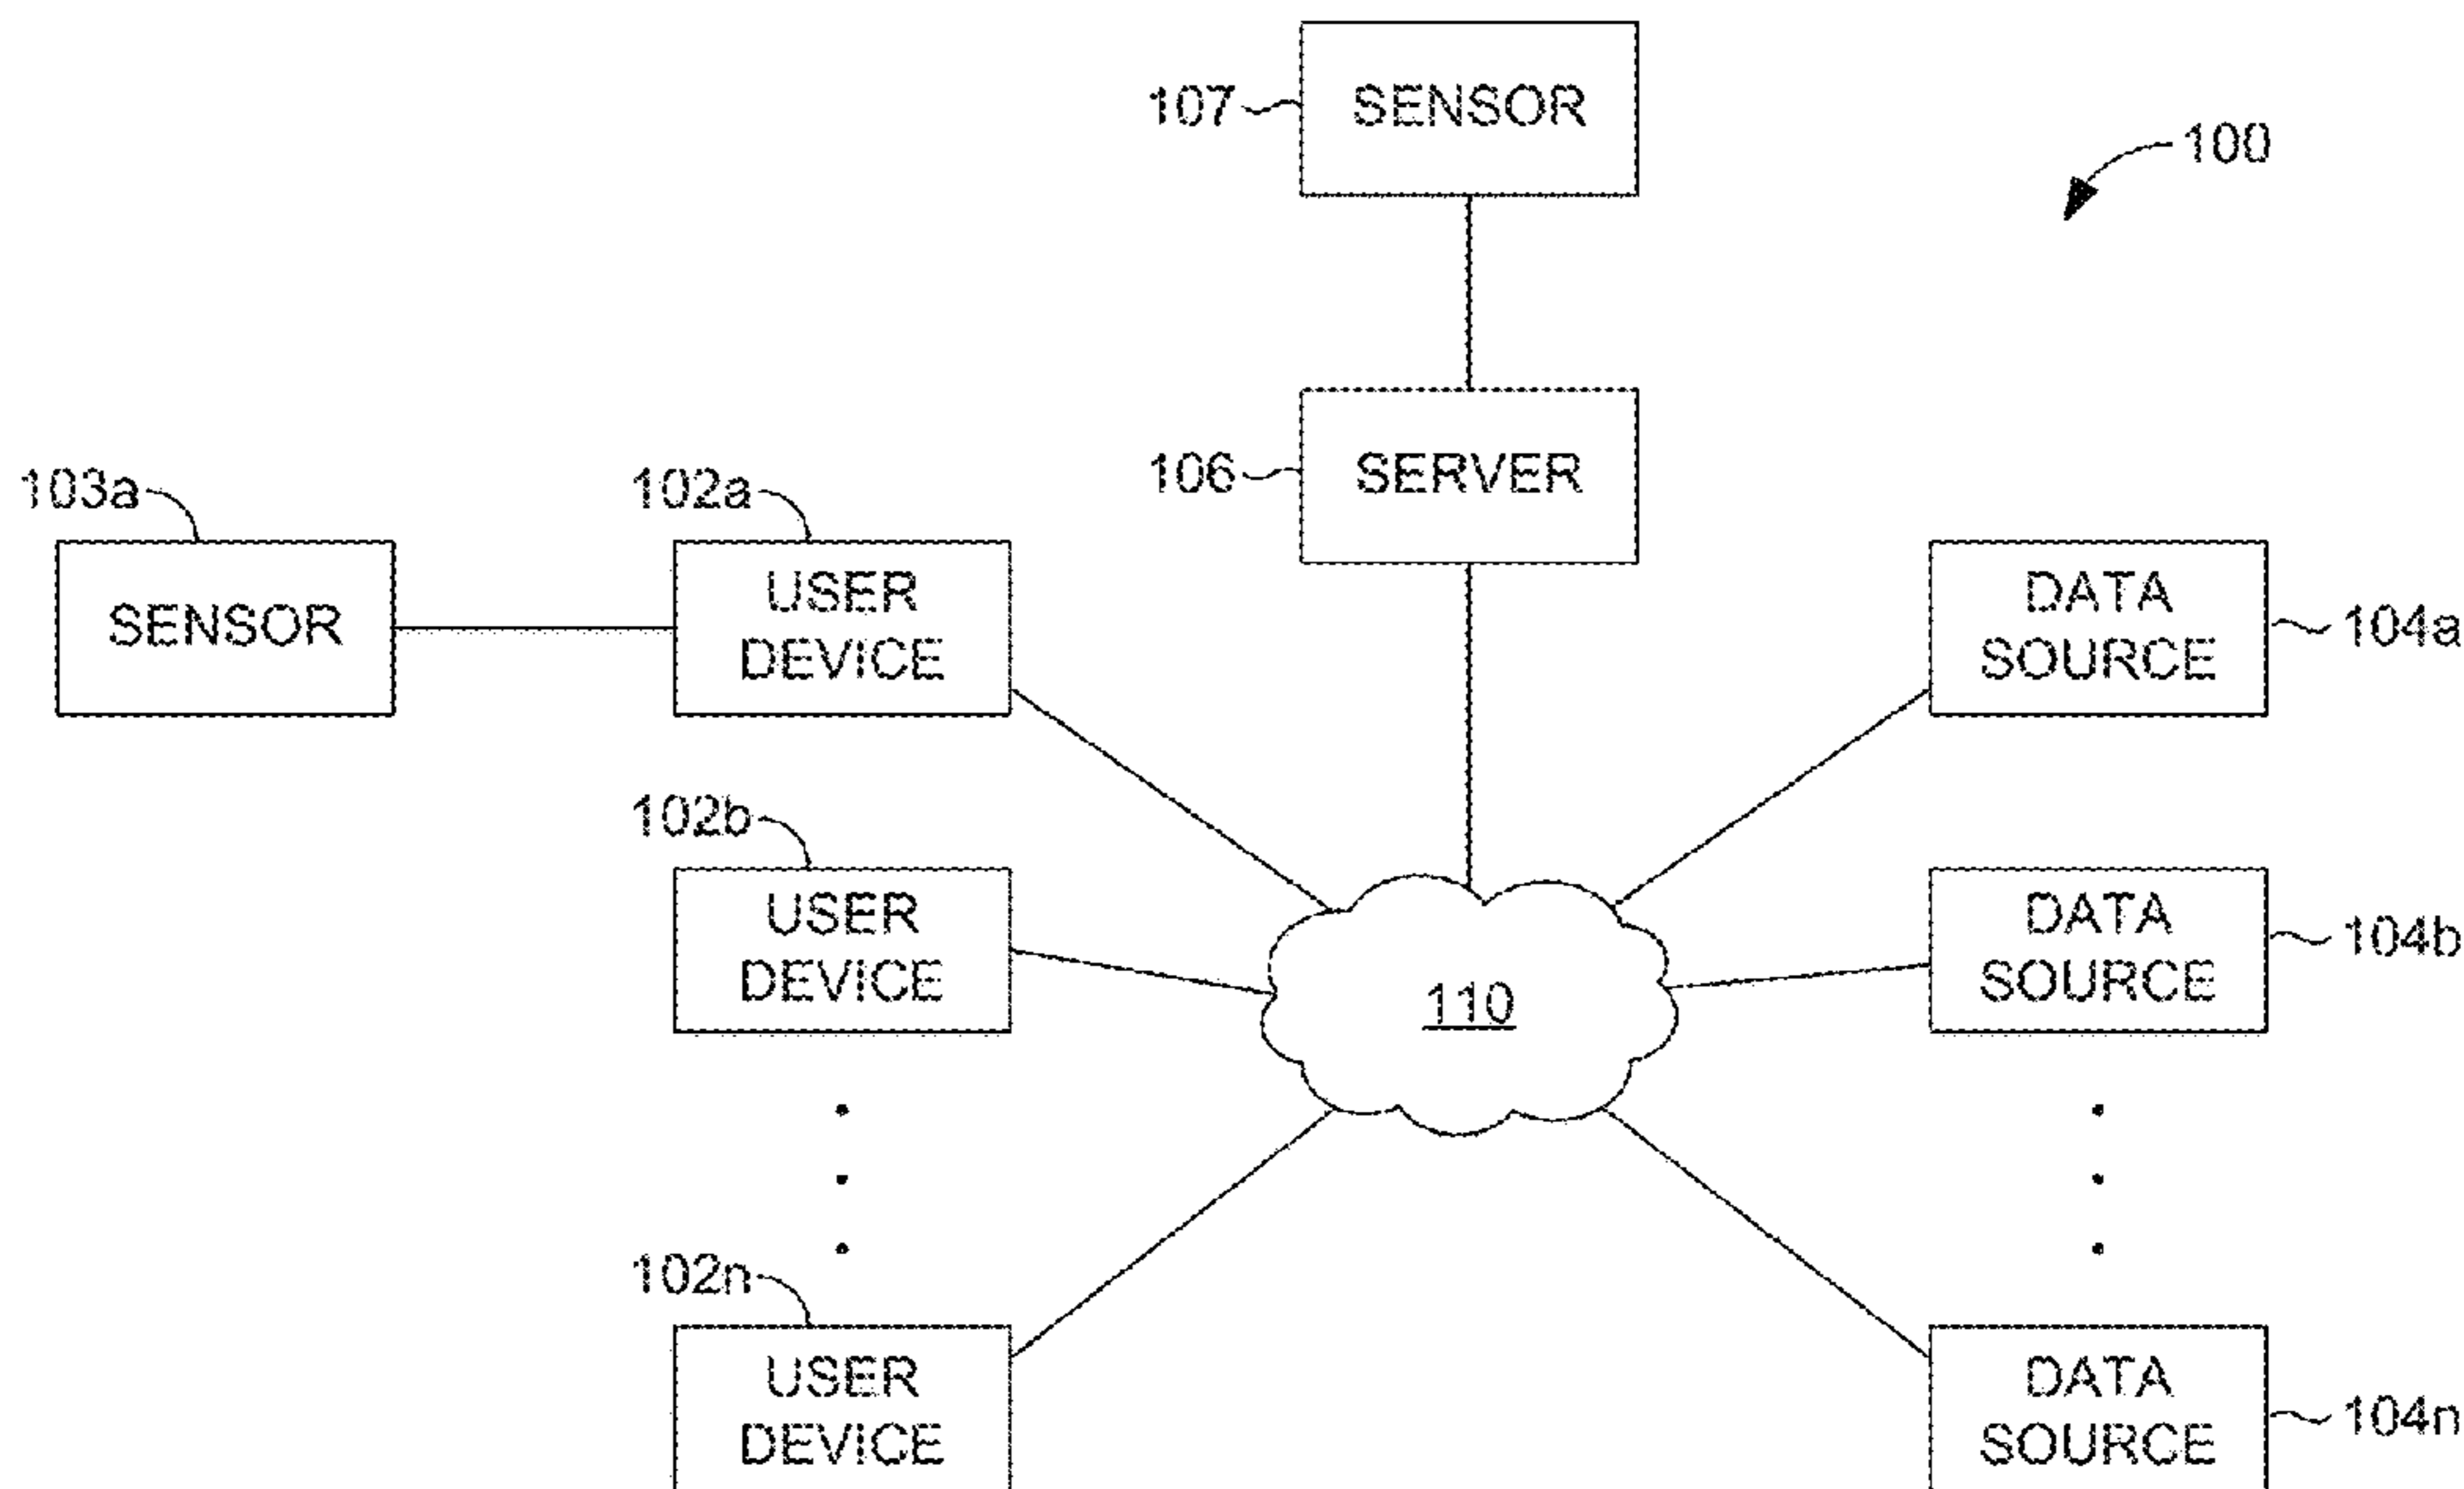 107
SENSOR
100
106
SERVER
103a
SENSOR
102a
USER
DEVICE
DATA
SOURCE
104a
102b
USER
DEVICE
110
DATA
SOURCE
104b
102n
USER
DEVICE
DATA
SOURCE
104n